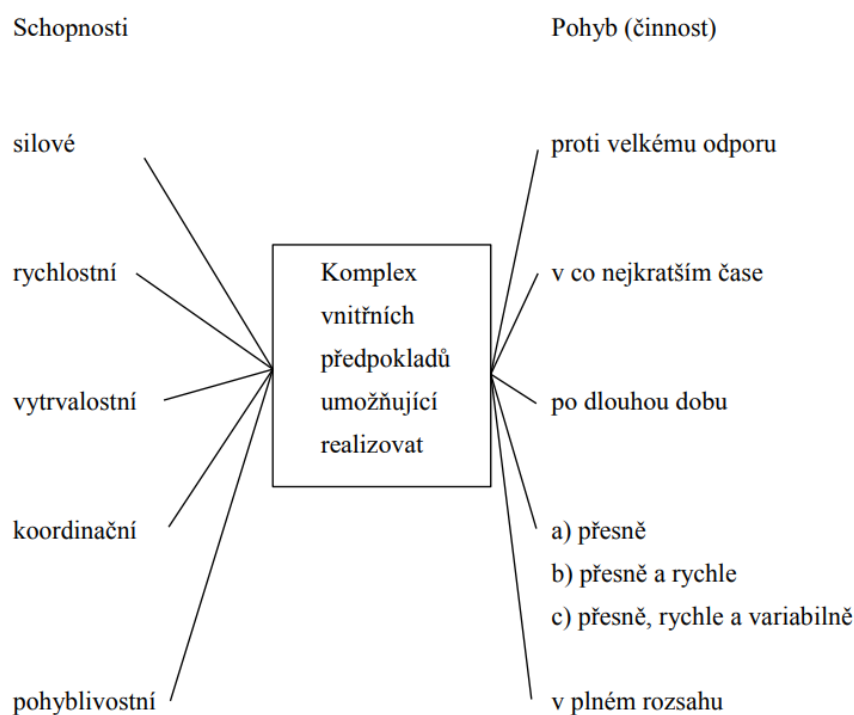 Schopnosti
Pohyb (činnost)
silové
proti velkému odporu
rychlostní
Komplex
v co nejkratším čase
vnitřních
předpokladů
vytrvalostní
umožňující
po dlouhou dobu
realizovat
koordinační
a) přesně
b) přesně a rychle
c) přesně, rychle a variabilně
pohyblivostní
v plném rozsahu